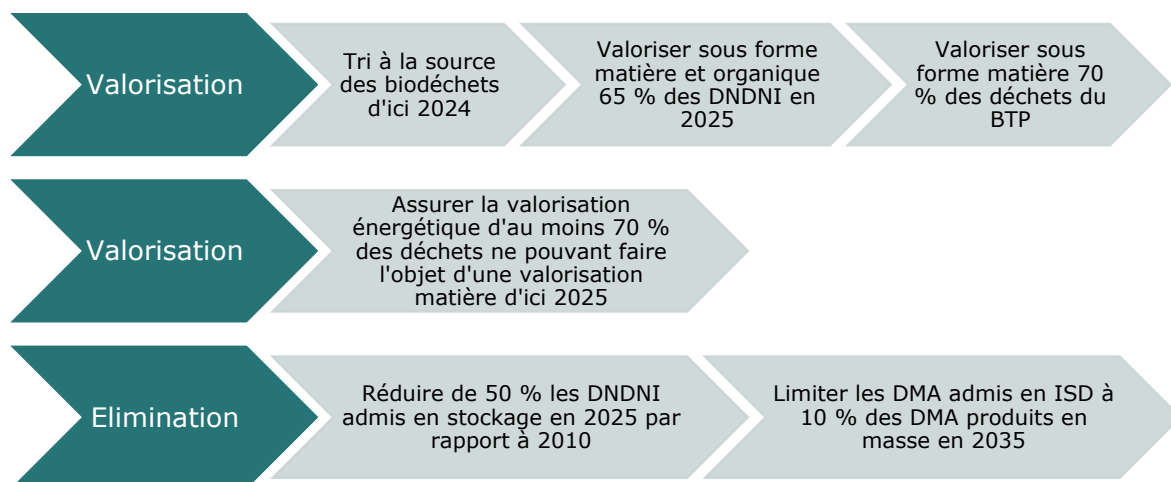 Valorisation
Tri à la source
des biodéchets
d'ici 2024
Valoriser sous forme
matière et organique
65 % des DNDNI en
2025
Valoriser sous
forme matière 70
% des déchets du
BTP
Valorisation
Assurer la valorisation
énergétique d'au moins 70 %
des déchets ne pouvant faire
l'objet d'une valorisation
matière d'ici 2025
Elimination
Réduire de 50 % les DNDNI
admis en stockage en 2025 par
rapport à 2010
Limiter les DMA admis en ISD à
10 % des DMA produits en
masse en 2035